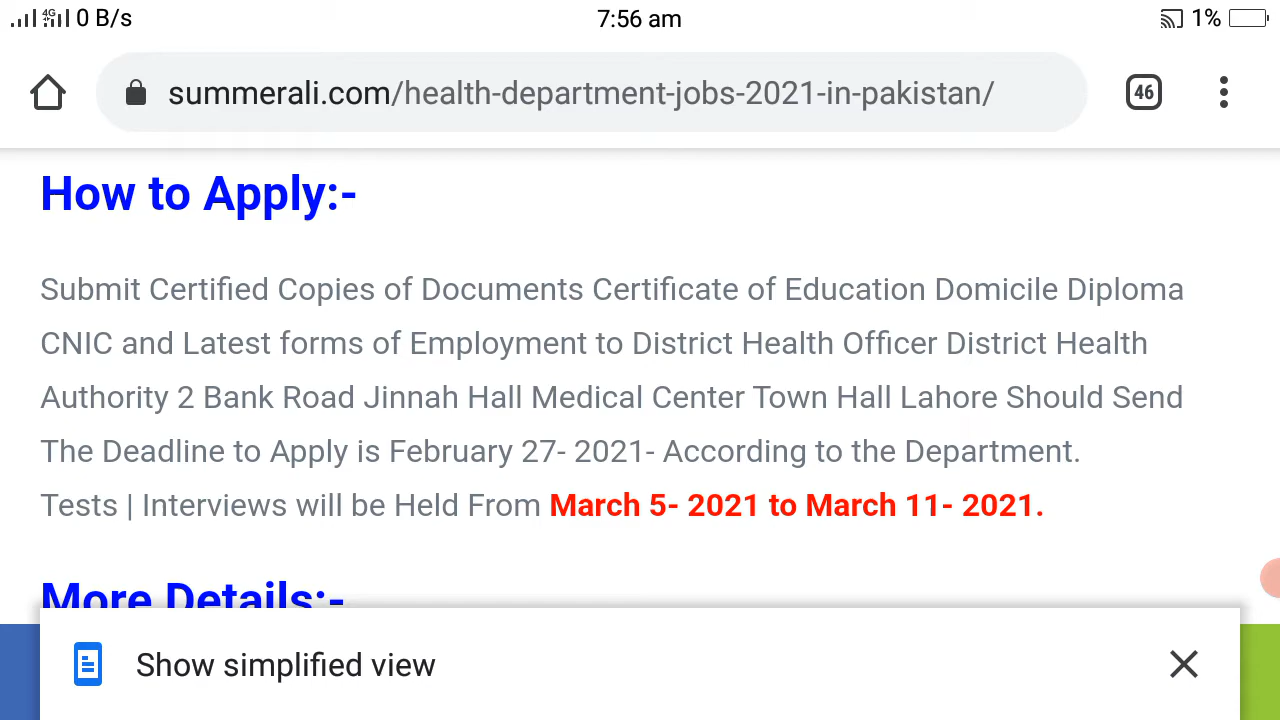 4G 0 B/s 7:56 am 1%
summerali.com/health-department-jobs-2021-in-pakistan/ 46
How to Apply:-
Submit Certified Copies of Documents Certificate of Education Domicile Diploma
CNIC and Latest forms of Employment to District Health Officer District Health
Authority 2 Bank Road Jinnah Hall Medical Center Town Hall Lahore Should Send
The Deadline to Apply is February 27- 2021- According to the Department.
Tests | Interviews will be Held From March 5- 2021 to March 11- 2021.
More Details:-
Show simplified view